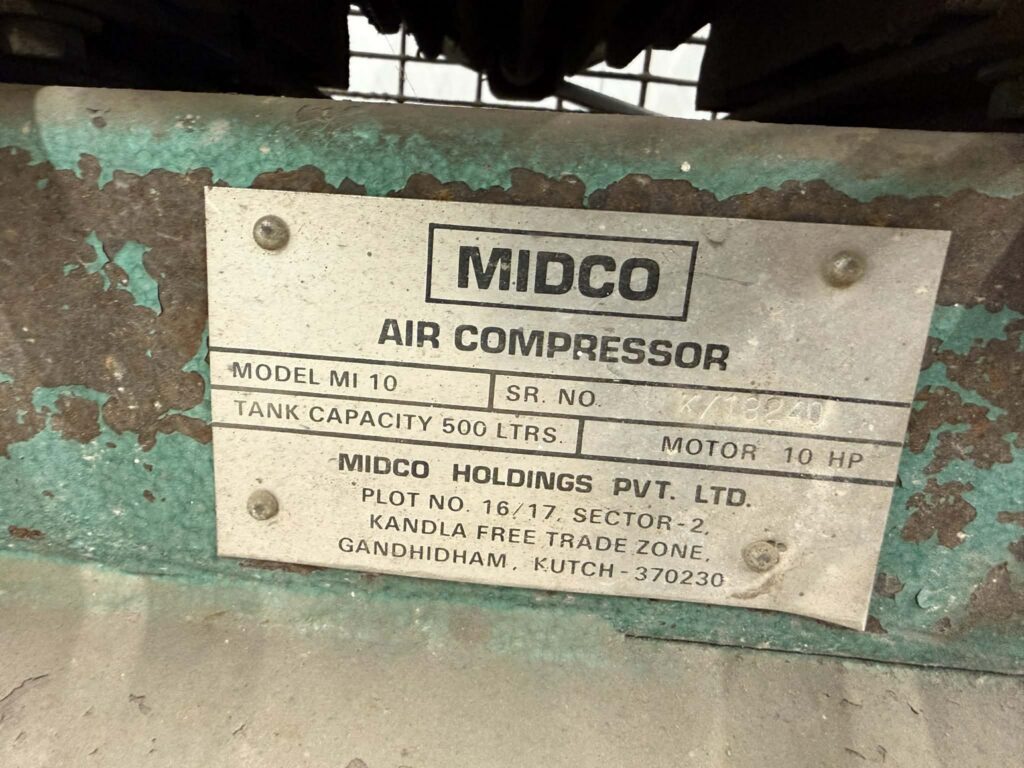 MIDCO
AIR COMPRESSOR
MODEL MI 10 SR. NO. K/18240
TANK CAPACITY 500 LTRS. MOTOR 10 HP
MIDCO HOLDINGS PVT. LTD.
PLOT NO. 16/17, SECTOR-2,
KANDLA FREE TRADE ZONE,
GANDHIDHAM, KUTCH-370230